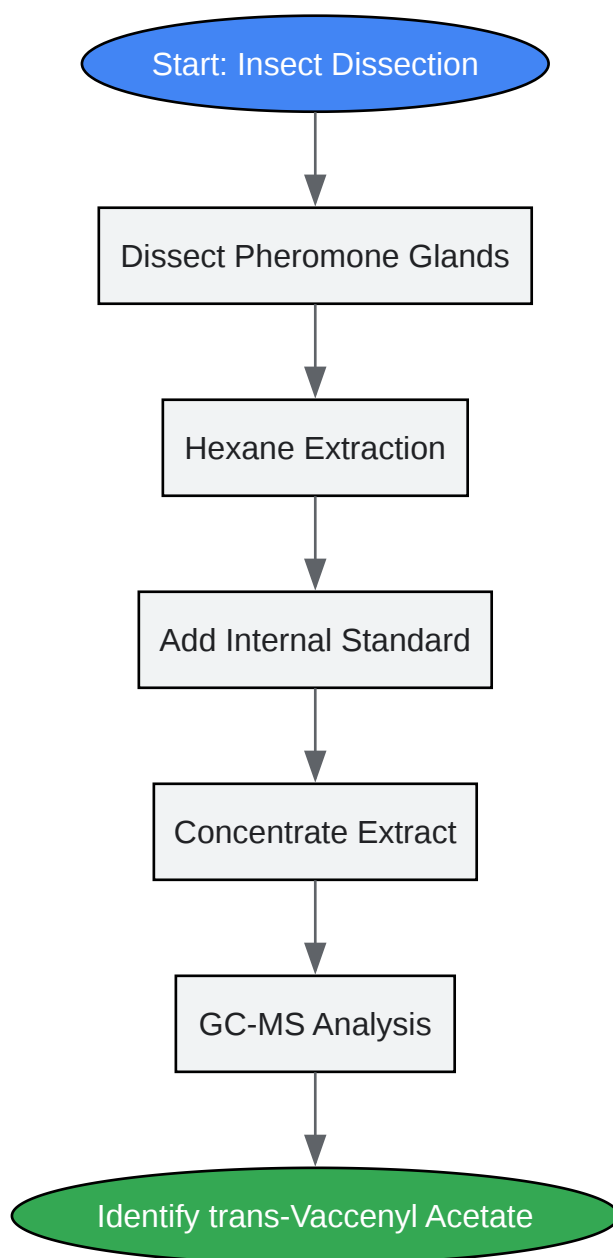 Start: Insect Dissection
Dissect Pheromone Glands
Hexane Extraction
Add Internal Standard
Concentrate Extract
GC-MS Analysis
Identify trans-Vaccenyl Acetate